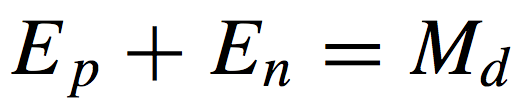 E_p + E_n = M_d